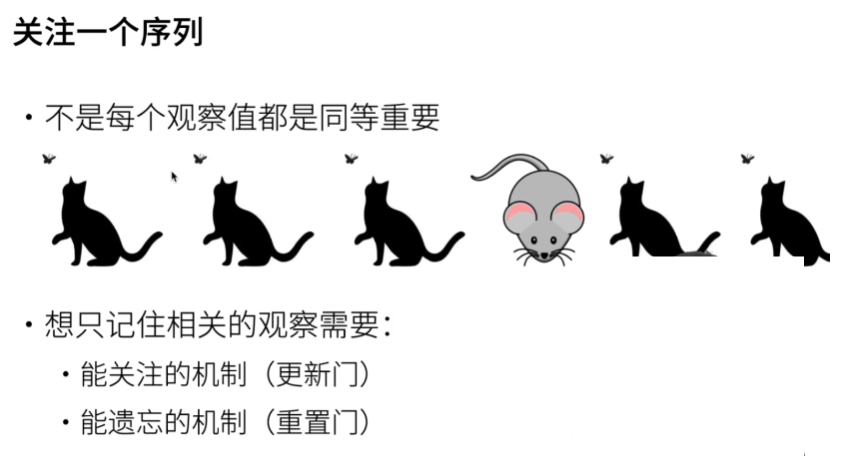 关注一个序列
• 不是每个观察值都是同等重要
• 想只记住相关的观察需要：
• 能关注的机制（更新门）
• 能遗忘的机制（重置门）